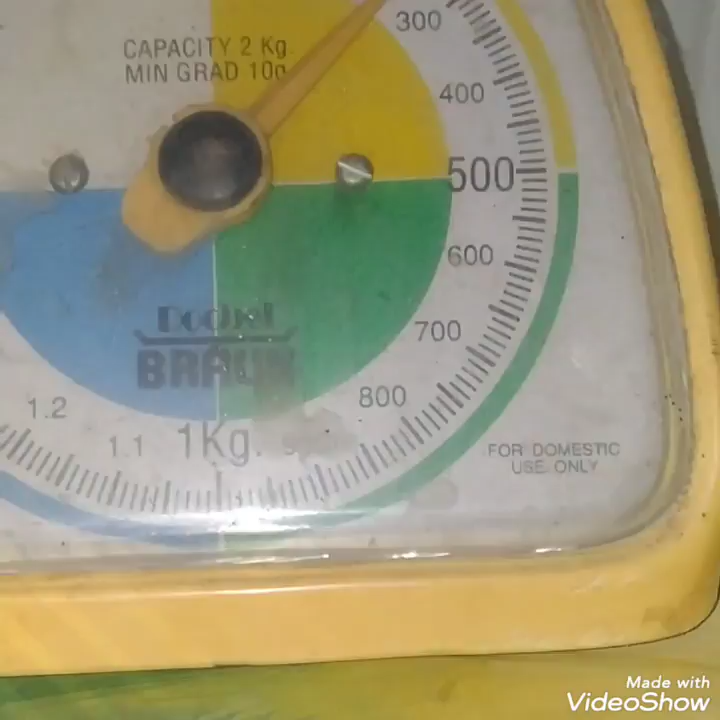 CAPACITY 2 Kg.
MIN GRAD 10g
300
400
500
600
700
800
1Kg.
1.1
1.2
BRAUN
FOR DOMESTIC
USE ONLY
Made with
VideoShow